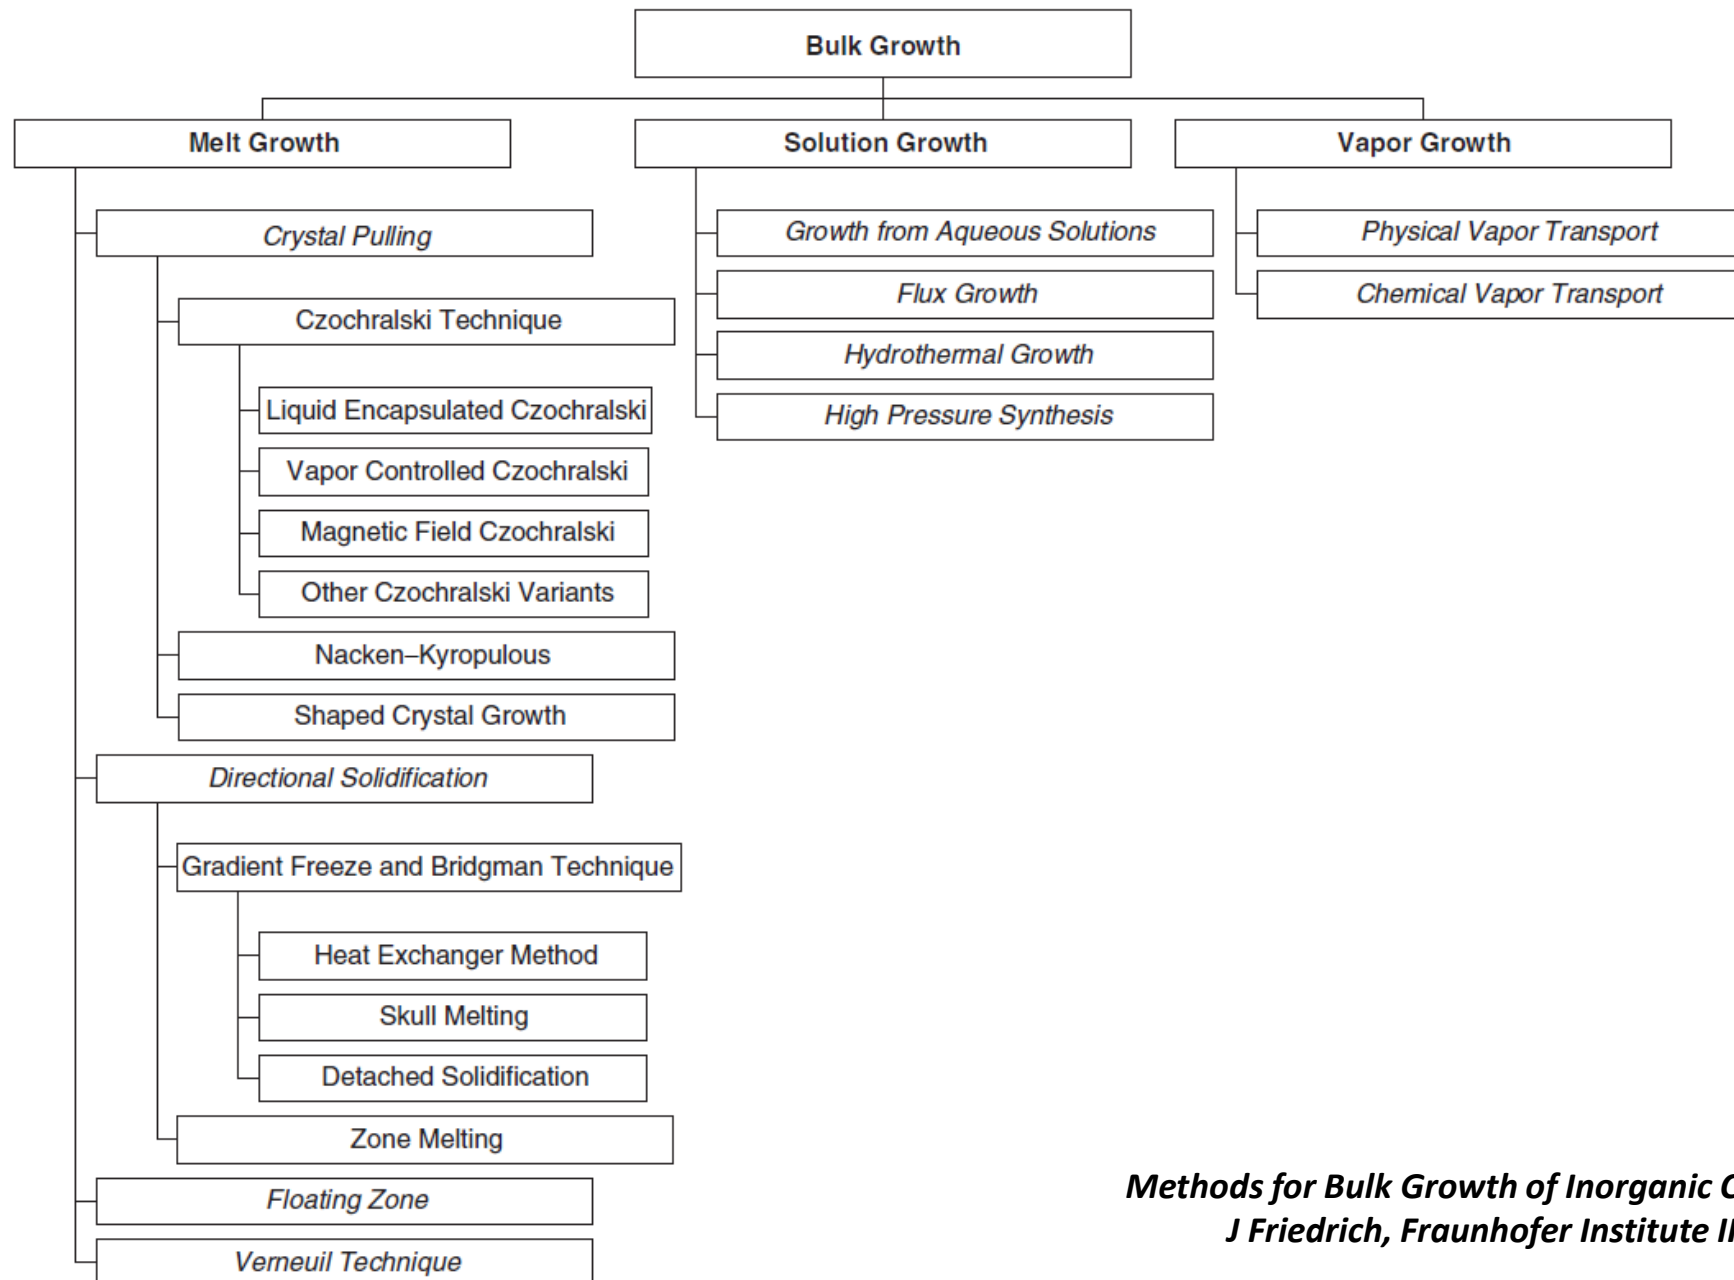 Bulk Growth
Melt Growth
Crystal Pulling
Czochralski Technique
Liquid Encapsulated Czochralski
Vapor Controlled Czochralski
Magnetic Field Czochralski
Other Czochralski Variants
Nacken–Kyropulous
Shaped Crystal Growth
Directional Solidification
Gradient Freeze and Bridgman Technique
Heat Exchanger Method
Skull Melting
Detached Solidification
Zone Melting
Floating Zone
Verneuil Technique
Solution Growth
Growth from Aqueous Solutions
Flux Growth
Hydrothermal Growth
High Pressure Synthesis
Vapor Growth
Physical Vapor Transport
Chemical Vapor Transport
Methods for Bulk Growth of Inorganic
J Friedrich, Fraunhofer Institute